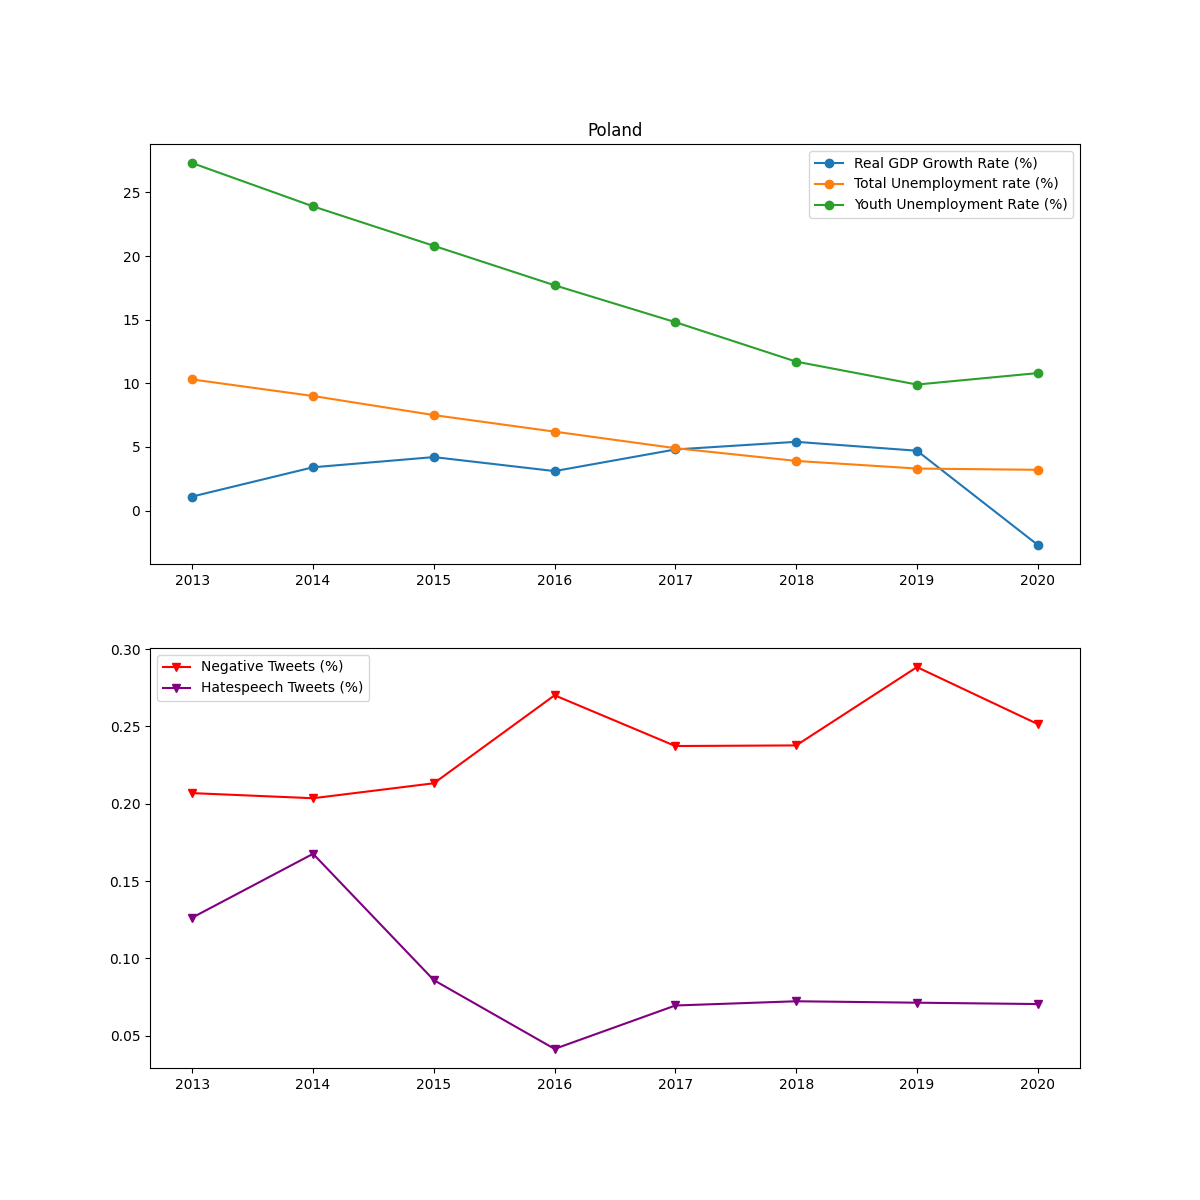 Poland
Real GDP Growth Rate (%)
Total Unemployment rate (%)
Youth Unemployment Rate (%)
25
20
15
10
5
0
2013 2014 2015 2016 2017 2018 2019 2020
Negative Tweets (%)
Hatespeech Tweets (%)
0.30
0.25
0.20
0.15
0.10
0.05
2013 2014 2015 2016 2017 2018 2019 2020